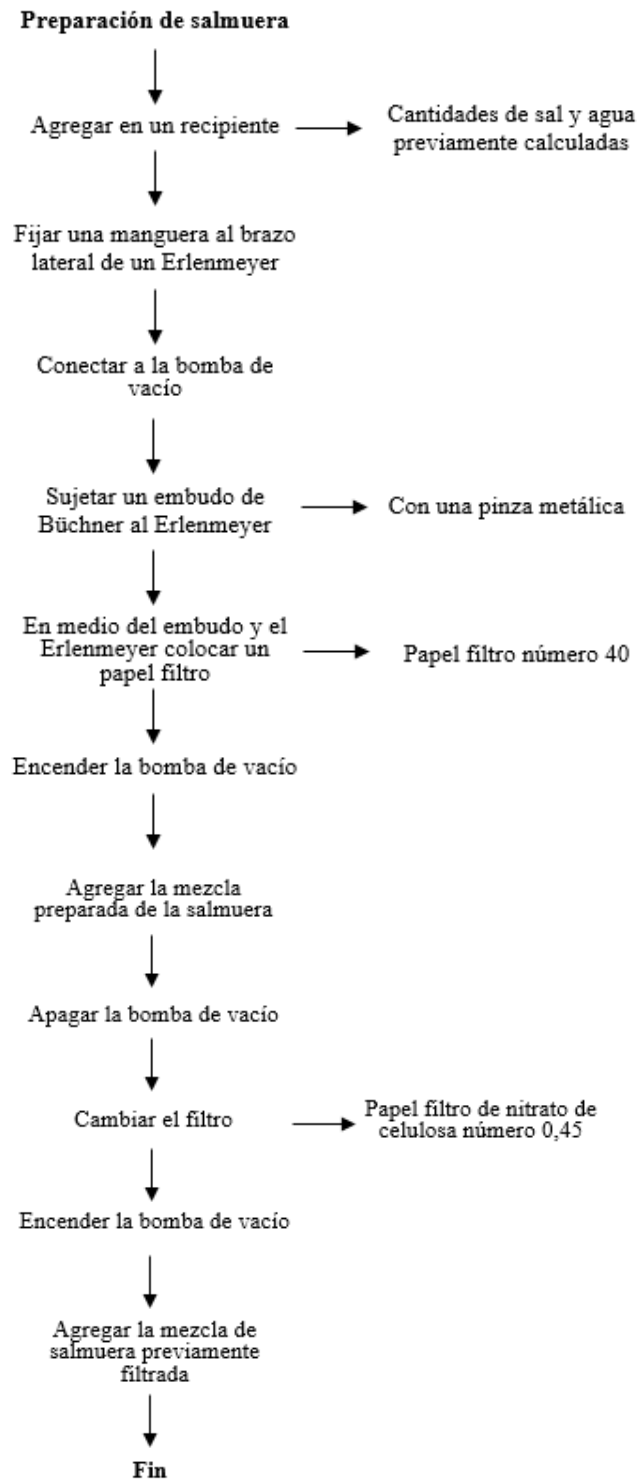 Preparación de salmuera
Agregar en un recipiente
Cantidades de sal y agua
previamente calculadas
Fijar una manguera al brazo
lateral de un Erlenmeyer
Conectar a la bomba de
vacío
Sujetar un embudo de
Büchner al Erlenmeyer
Con una pinza metálica
En medio del embudo y el
Erlenmeyer colocar un
papel filtro
Papel filtro número 40
Encender la bomba de vacío
Agregar la mezcla
preparada de la salmuera
Apagar la bomba de vacío
Cambiar el filtro
Papel filtro de nitrato de
celulosa número 0,45
Encender la bomba de vacío
Agregar la mezcla de
salmuera previamente
filtrada
Fin